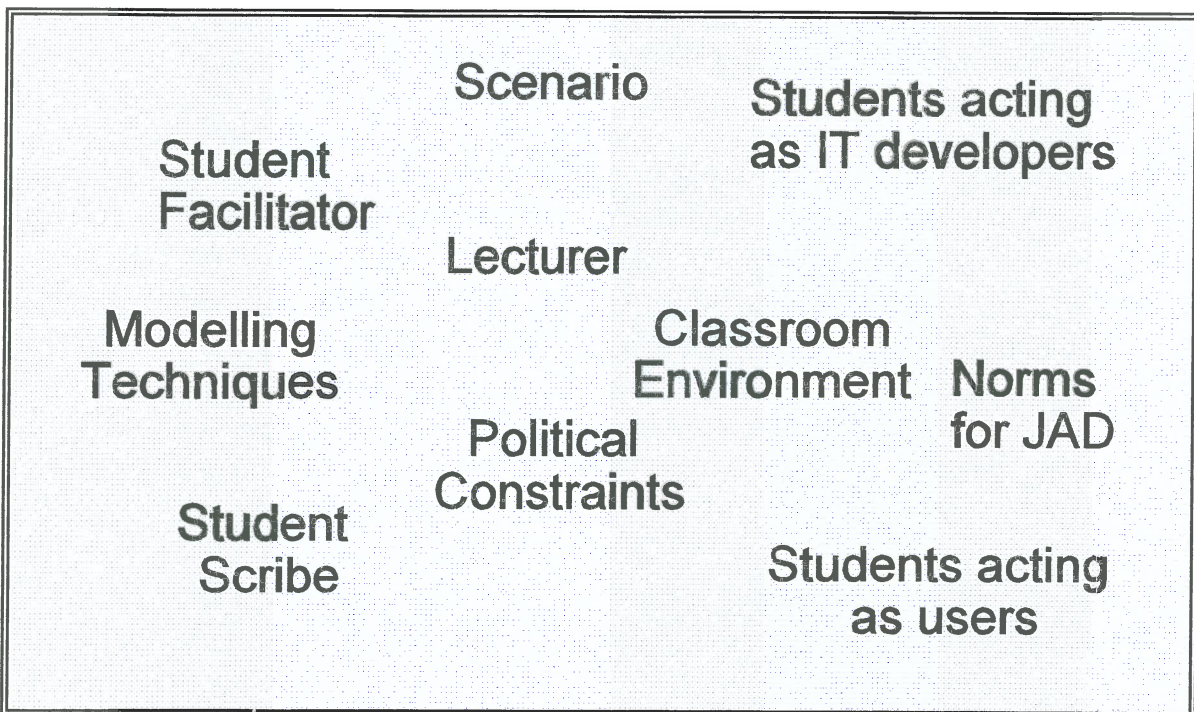 Scenario
Students acting
as IT developers
Student
Facilitator
Lecturer
Modelling
Techniques
Classroom
Environment
Norms
for JAD
Political
Constraints
Student
Scribe
Students acting
as users